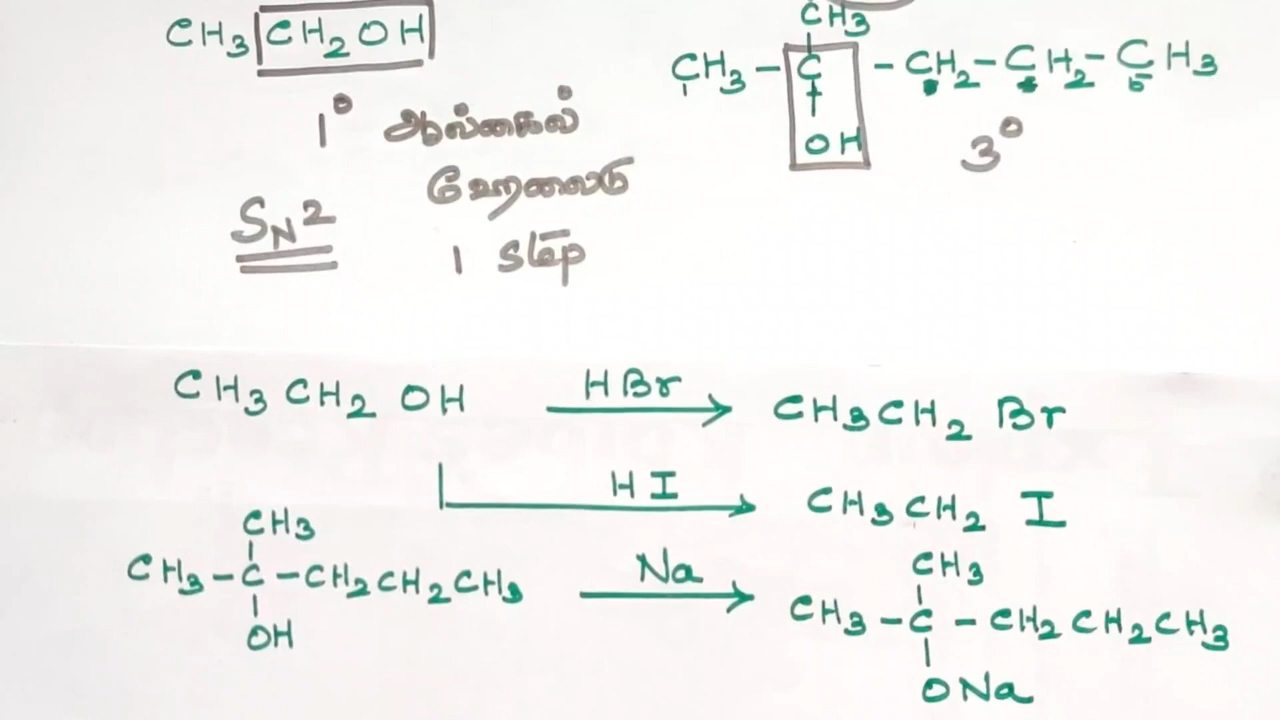 CH3 CH2OH
CH3
CH3 – C – CH2 – CH2 – CH3
OH
3°
1° ஆல்கைல்
ஹேலைடு
SN2
1 step
CH3 CH2 OH HBr → CH3CH2 Br
HI → CH3CH2 I
CH3
CH3 – C – CH2CH2CH3
OH
Na →
CH3
CH3 – C – CH2CH2CH3
ONa